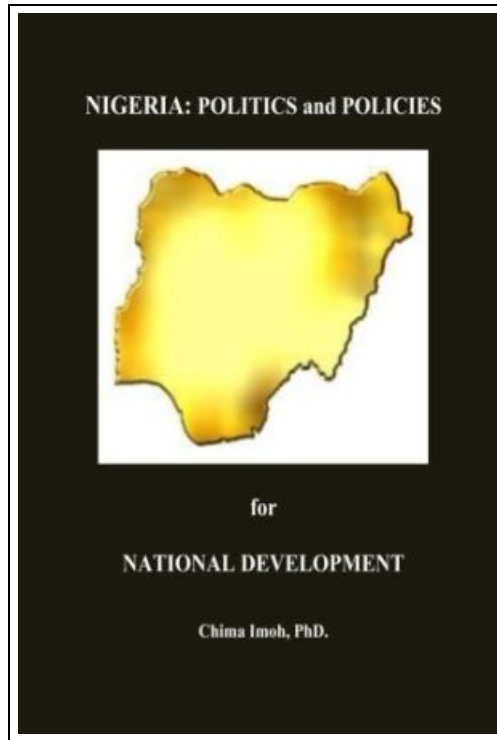 NIGERIA: POLITICS and POLICIES
for
NATIONAL DEVELOPMENT
Chima Imoh, PhD.